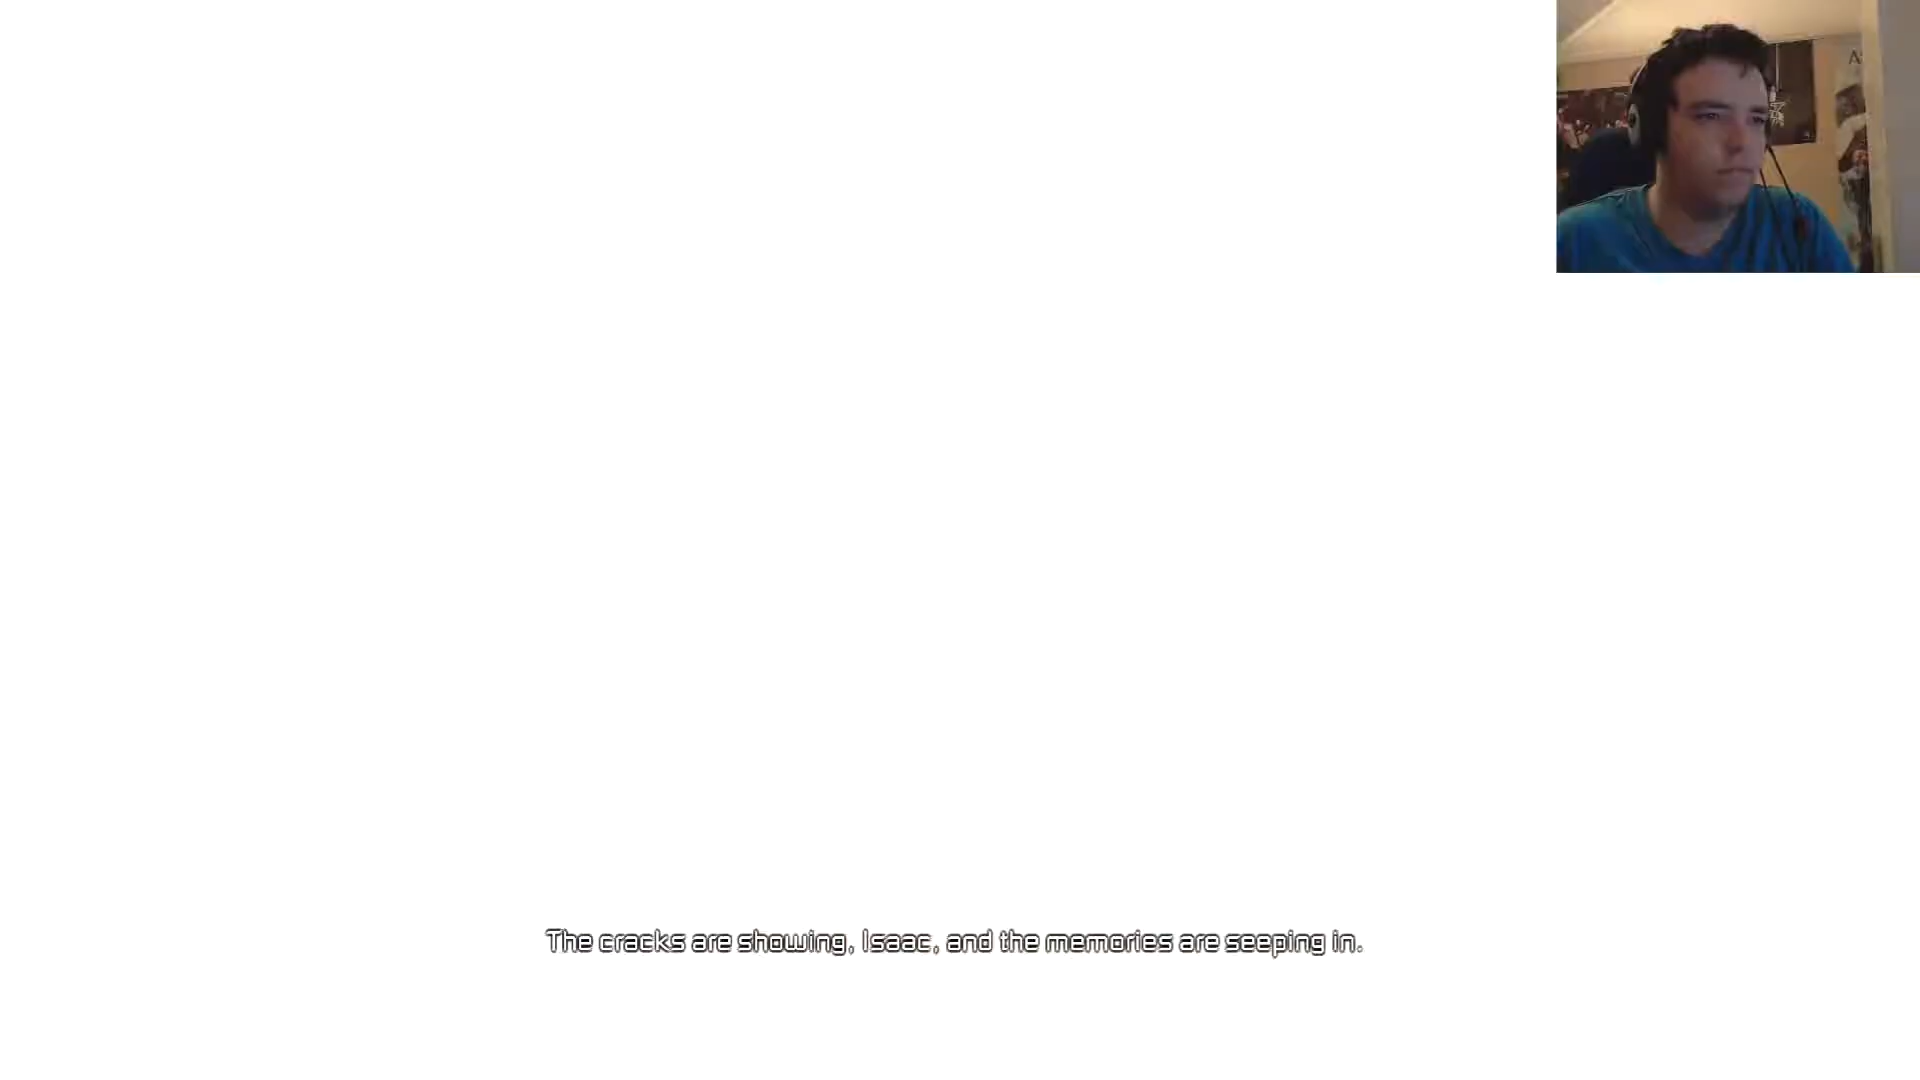 The cracks are showing, Isaac, and the memories are seeping in.